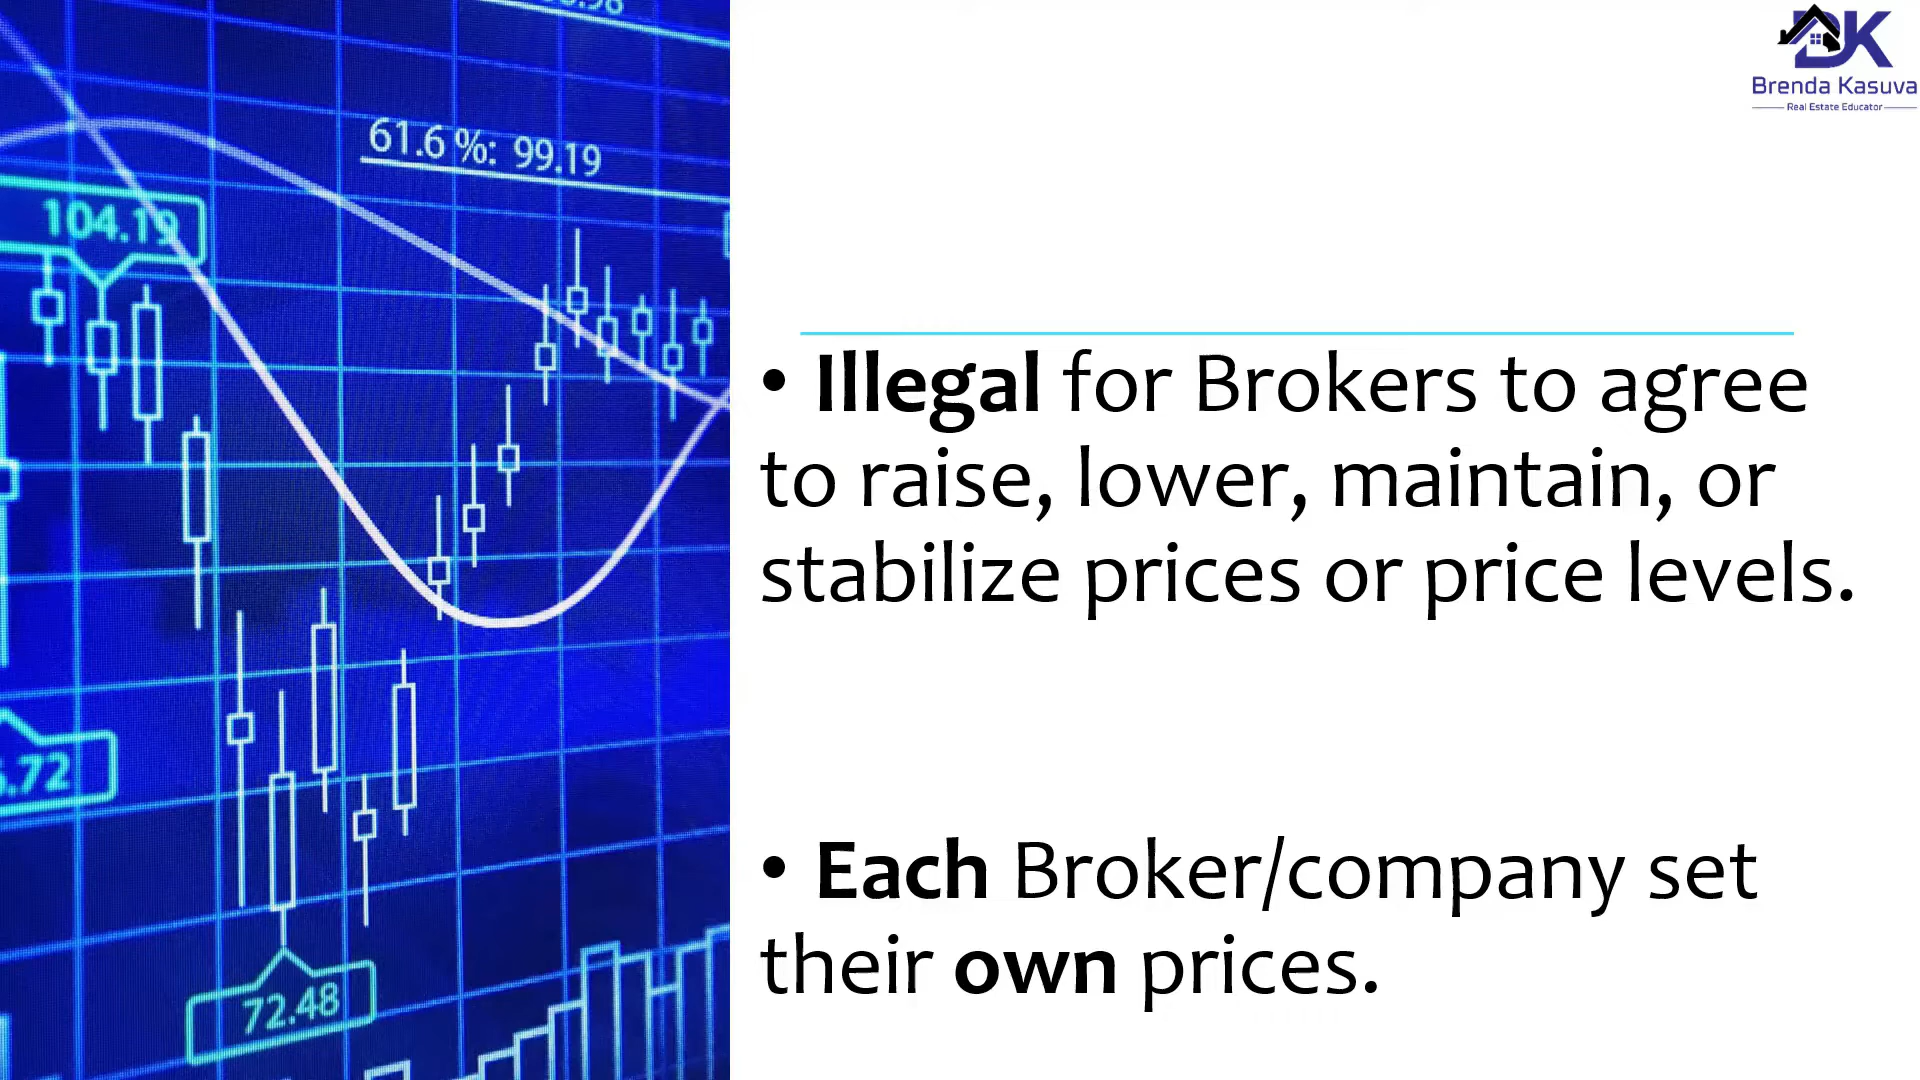 61.6 %: 99.19
104.19
72.48
Brenda Kasuva
Real Estate Educator
• Illegal for Brokers to agree
to raise, lower, maintain, or
stabilize prices or price levels.
• Each Broker/company set
their own prices.